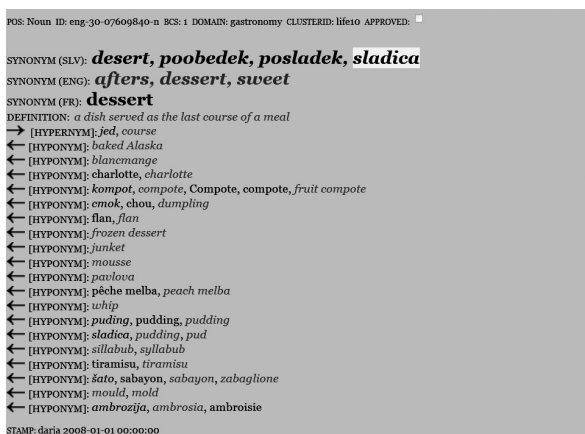 POS: Noun ID: eng-30-07609840-n BCS: 1 DOMAIN: gastronomy CLUSTERID: life10 APPROVED:
SYNONYM (SLV): desert, poobedek, posladek, sladica
SYNONYM (ENG): afters, dessert, sweet
SYNONYM (FR): dessert
DEFINITION: a dish served as the last course of a meal
→ [HYPERNYM]: jed, course
← [HYPONYM]: baked Alaska
← [HYPONYM]: blancmange
← [HYPONYM]: charlotte, charlotte
← [HYPONYM]: kompot, compote, Compote, compote, fruit compote
← [HYPONYM]: cmok, chou, dumpling
← [HYPONYM]: flan, flan
← [HYPONYM]: frozen dessert
← [HYPONYM]: junket
← [HYPONYM]: mousse
← [HYPONYM]: pavlova
← [HYPONYM]: pêche melba, peach melba
← [HYPONYM]: whip
← [HYPONYM]: puding, pudding, pudding
← [HYPONYM]: sladica, pudding, pud
← [HYPONYM]: sillabub, syllabub
← [HYPONYM]: tiramisu, tiramisu
← [HYPONYM]: šato, sabayon, sabayon, zabaglione
← [HYPONYM]: mould, mold
← [HYPONYM]: ambrozija, ambrosia, ambroisie
STAMP: daria 2008-01-01 00:00:00